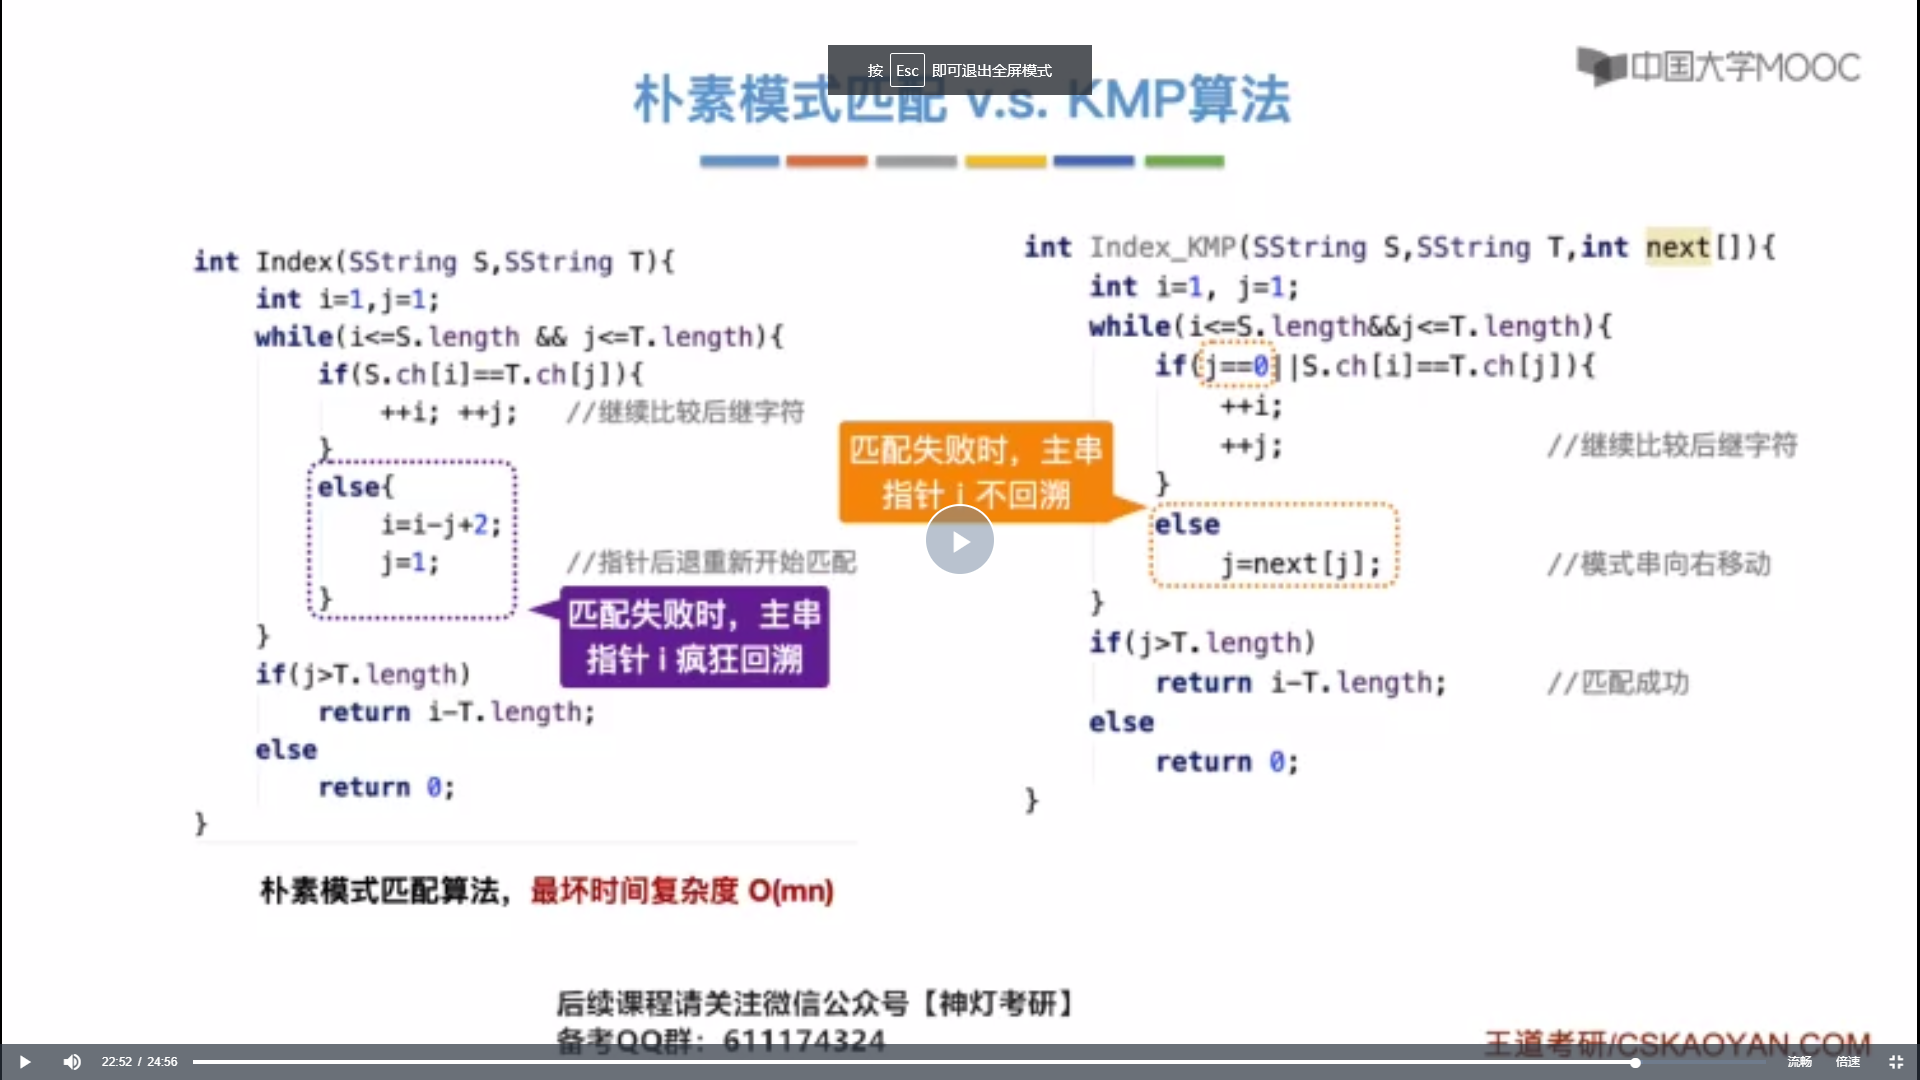 按 Esc 即可退出全屏模式
中国大学MOOC
朴素模式匹配 v.s. KMP算法
int Index(SString S,SString T){
int i=1,j=1;
while(i<=S.length && j<=T.length){
if(S.ch[i]==T.ch[j]){
++i; ++j; //继续比较后继字符
}
else{
i=i-j+2;
j=1; //指针后退重新开始匹配
}
}
if(j>T.length)
return i-T.length;
else
return 0;
}
匹配失败时，主串
指针 i 疯狂回溯
朴素模式匹配算法，最坏时间复杂度 O(mn)
int Index_KMP(SString S,SString T,int next[]){
int i=1, j=1;
while(i<=S.length&&j<=T.length){
if(j==0||S.ch[i]==T.ch[j]){
++i;
++j; //继续比较后继字符
}
else
j=next[j]; //模式串向右移动
}
if(j>T.length)
return i-T.length; //匹配成功
else
return 0;
}
匹配失败时，主串
指针 i 不回溯
后续课程请关注微信公众号【神灯考研】
备考QQ群：611174324
王道考研/CSKAOYAN.COM
22:52 / 24:56
流畅
倍速